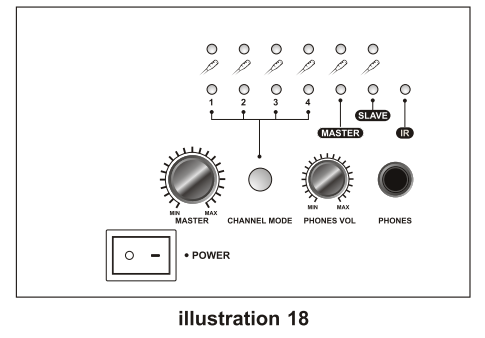 1 2 3 4
SLAVE
MASTER IR
MIN MAX MIN MAX
MASTER CHANNEL MODE PHONES VOL PHONES
• POWER
illustration 18